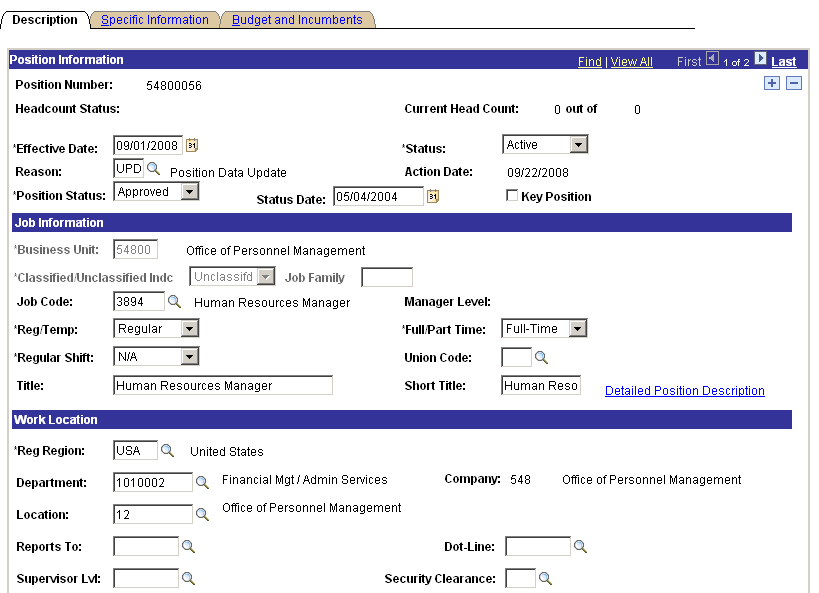 Description Specific Information Budget and Incumbents
Position Information Find | View All First 1 of 2 Last
Position Number: 54800056
Headcount Status: Current Head Count: 0 out of 0
*Effective Date: 09/01/2008 31 *Status: Active
Reason: UPD Position Data Update Action Date: 09/22/2008
*Position Status: Approved Status Date: 05/04/2004 31 Key Position
Job Information
*Business Unit: 54800 Office of Personnel Management
*Classified/Unclassified Indc Unclassifd Job Family
Job Code: 3894 Human Resources Manager Manager Level:
*Reg/Temp: Regular *Full/Part Time: Full-Time
*Regular Shift: N/A Union Code:
Title: Human Resources Manager Short Title: Human Reso Detailed Position Description
Work Location
*Reg Region: USA United States
Department: 1010002 Financial Mgt / Admin Services Company: 548 Office of Personnel Management
Location: 12 Office of Personnel Management
Reports To: Dot-Line:
Supervisor Lvl: Security Clearance: